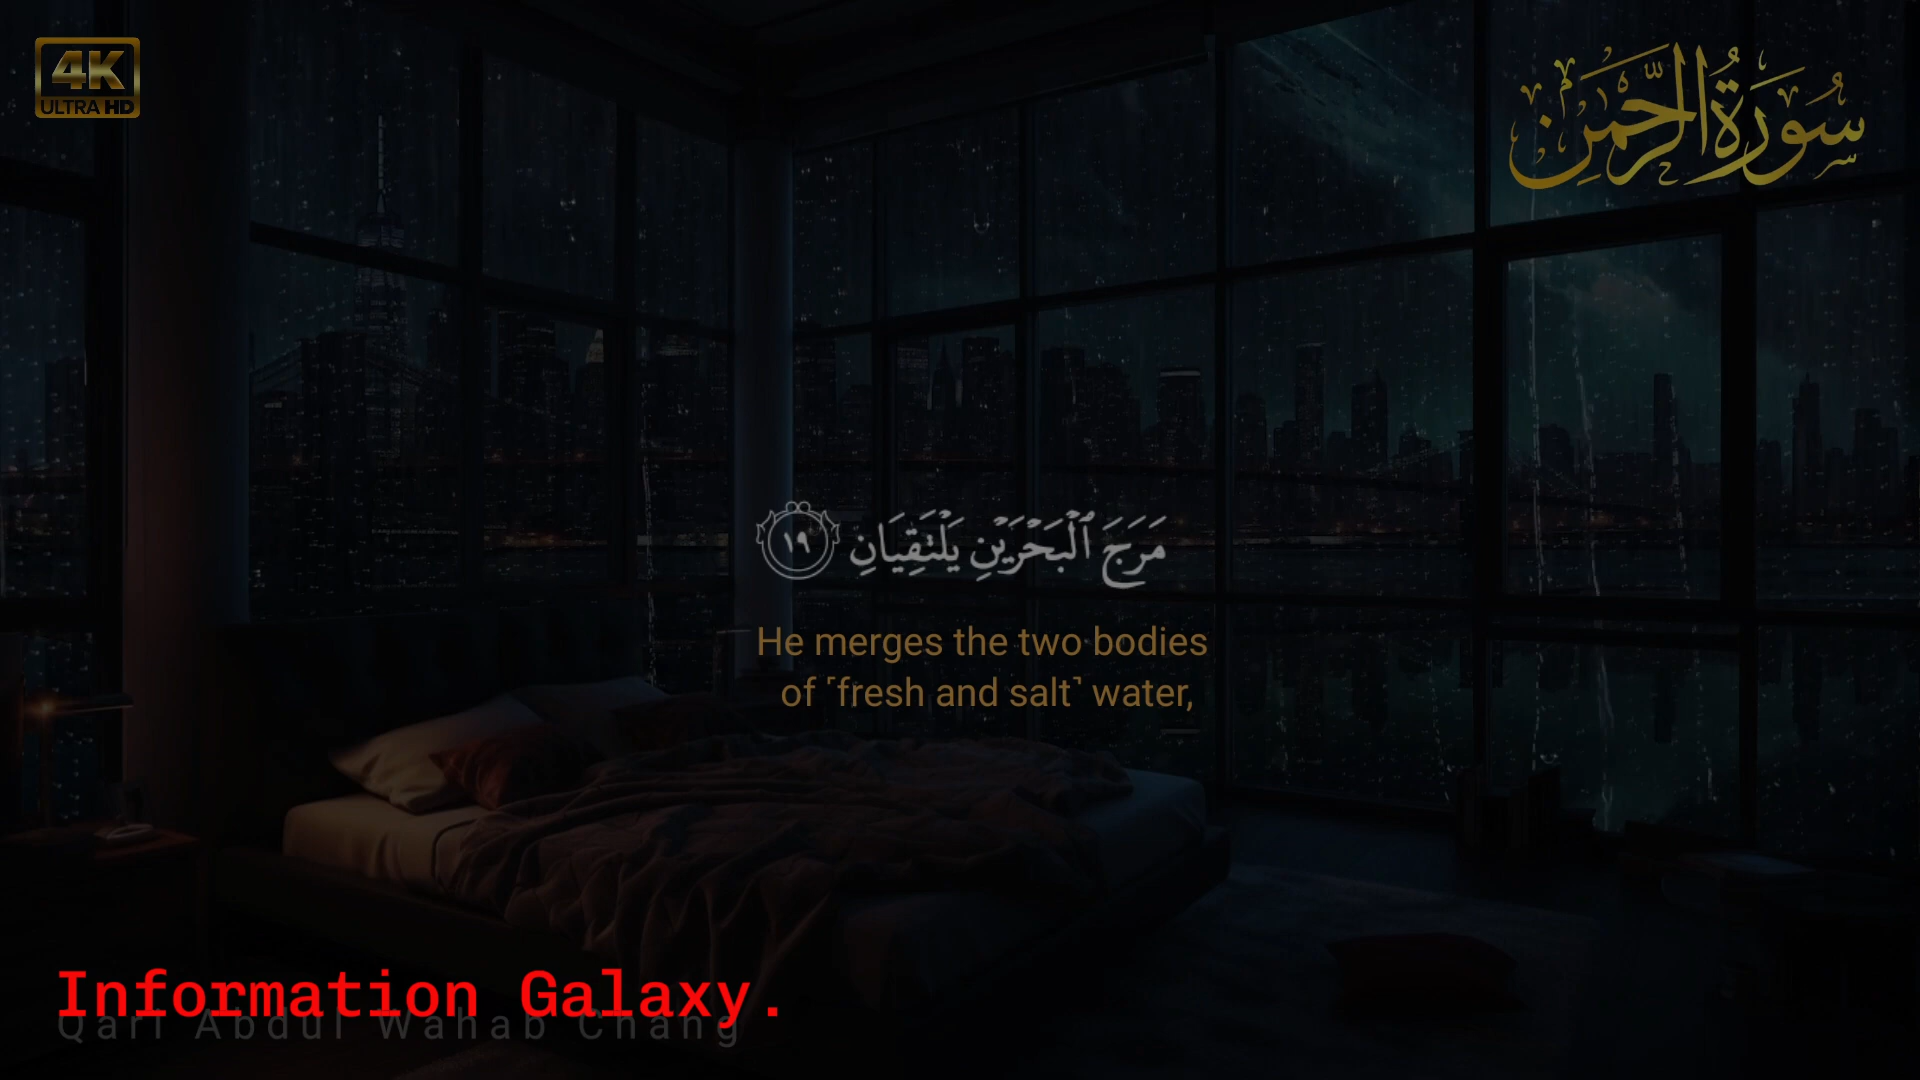 4K
ULTRA HD
سُورَةُ الرَّحْمٰنِ
مَرَجَ ٱلْبَحْرَيْنِ يَلْتَقِيَانِ ١٩
He merges the two bodies
of ˹fresh and salt˺ water,
Information Galaxy.
Qari Abdul Wahab Chang